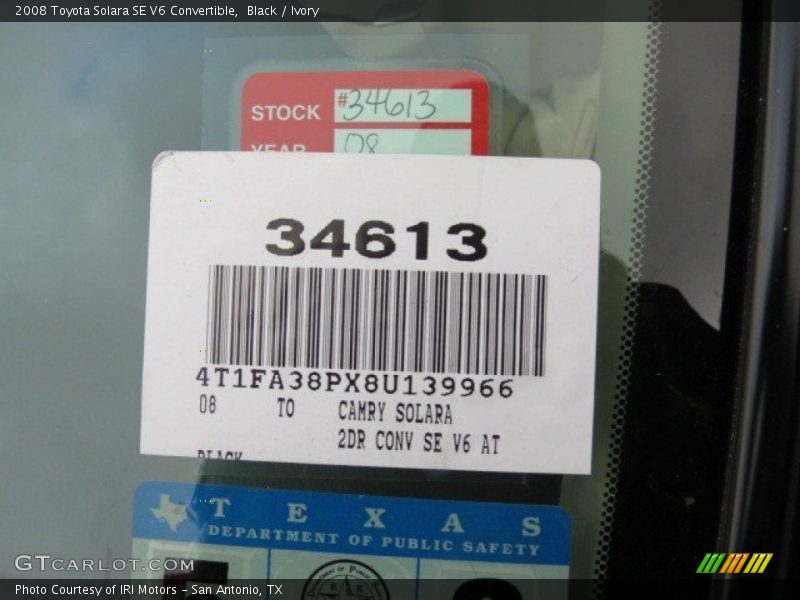 2008 Toyota Solara SE V6 Convertible, Black / Ivory
STOCK #34613
YEAR 08
34613
4T1FA38PX8U139966
08 TO CAMRY SOLARA
2DR CONV SE V6 AT
BLACK
TEXAS
DEPARTMENT OF PUBLIC SAFETY
GTCARLOT.COM
Photo Courtesy of IRI Motors - San Antonio, TX